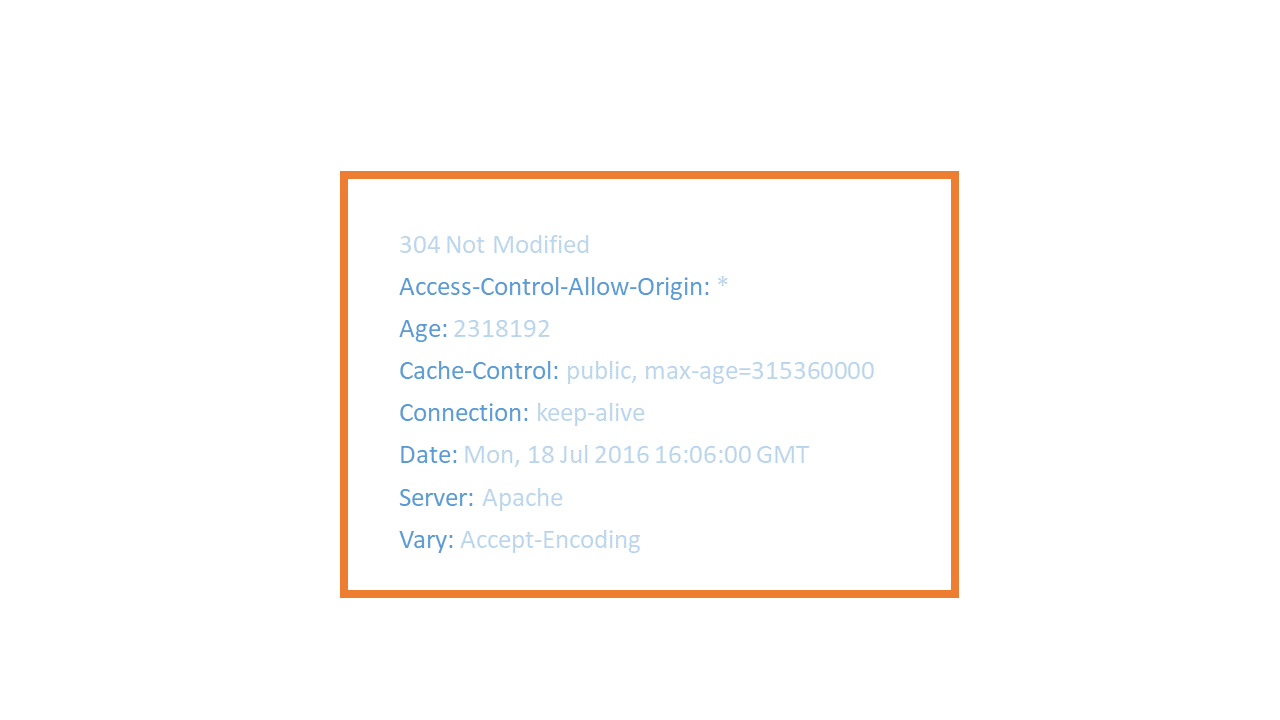 304 Not Modified
Access-Control-Allow-Origin: *
Age: 2318192
Cache-Control: public, max-age=315360000
Connection: keep-alive
Date: Mon, 18 Jul 2016 16:06:00 GMT
Server: Apache
Vary: Accept-Encoding